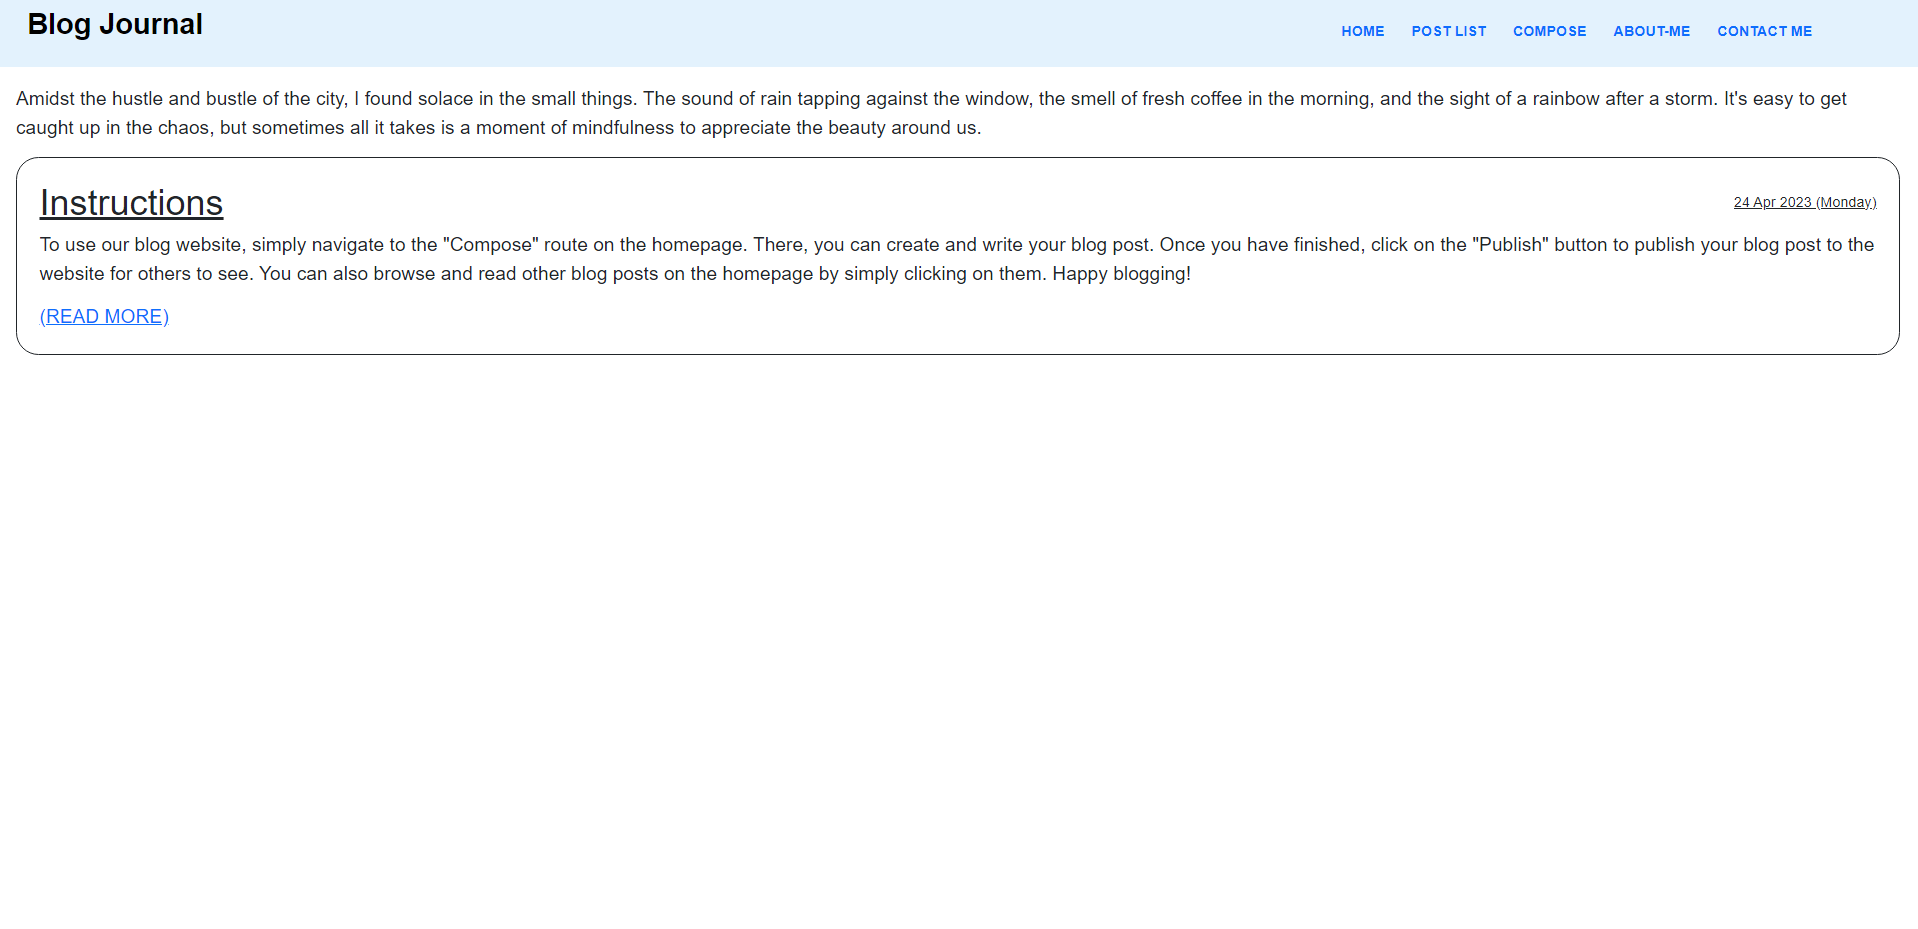 Blog Journal
HOME POST LIST COMPOSE ABOUT-ME CONTACT ME
Amidst the hustle and bustle of the city, I found solace in the small things. The sound of rain tapping against the window, the smell of fresh coffee in the morning, and the sight of a rainbow after a storm. It's easy to get
caught up in the chaos, but sometimes all it takes is a moment of mindfulness to appreciate the beauty around us.
Instructions
24 Apr 2023 (Monday)
To use our blog website, simply navigate to the "Compose" route on the homepage. There, you can create and write your blog post. Once you have finished, click on the "Publish" button to publish your blog post to the
website for others to see. You can also browse and read other blog posts on the homepage by simply clicking on them. Happy blogging!
(READ MORE)